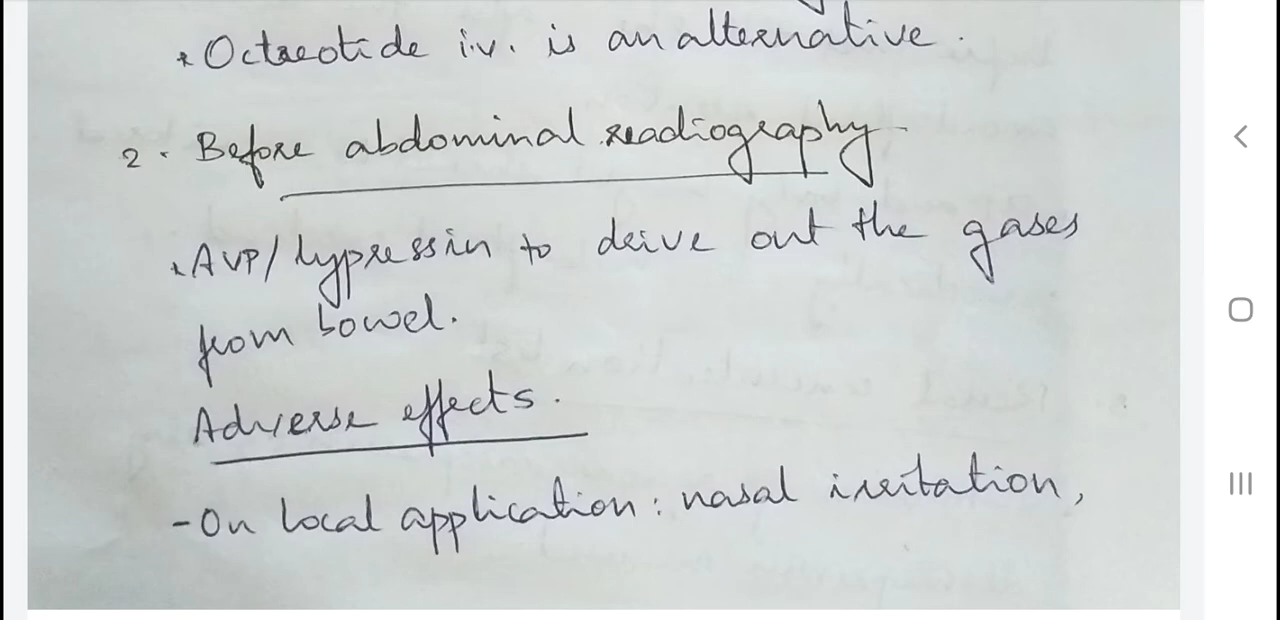 * Octreotide i.v. is an alternative.
2. Before abdominal readiography.
* AVP/lypressin to drive out the gases
from bowel.
Adverse effects.
- On local application: nasal irritation,